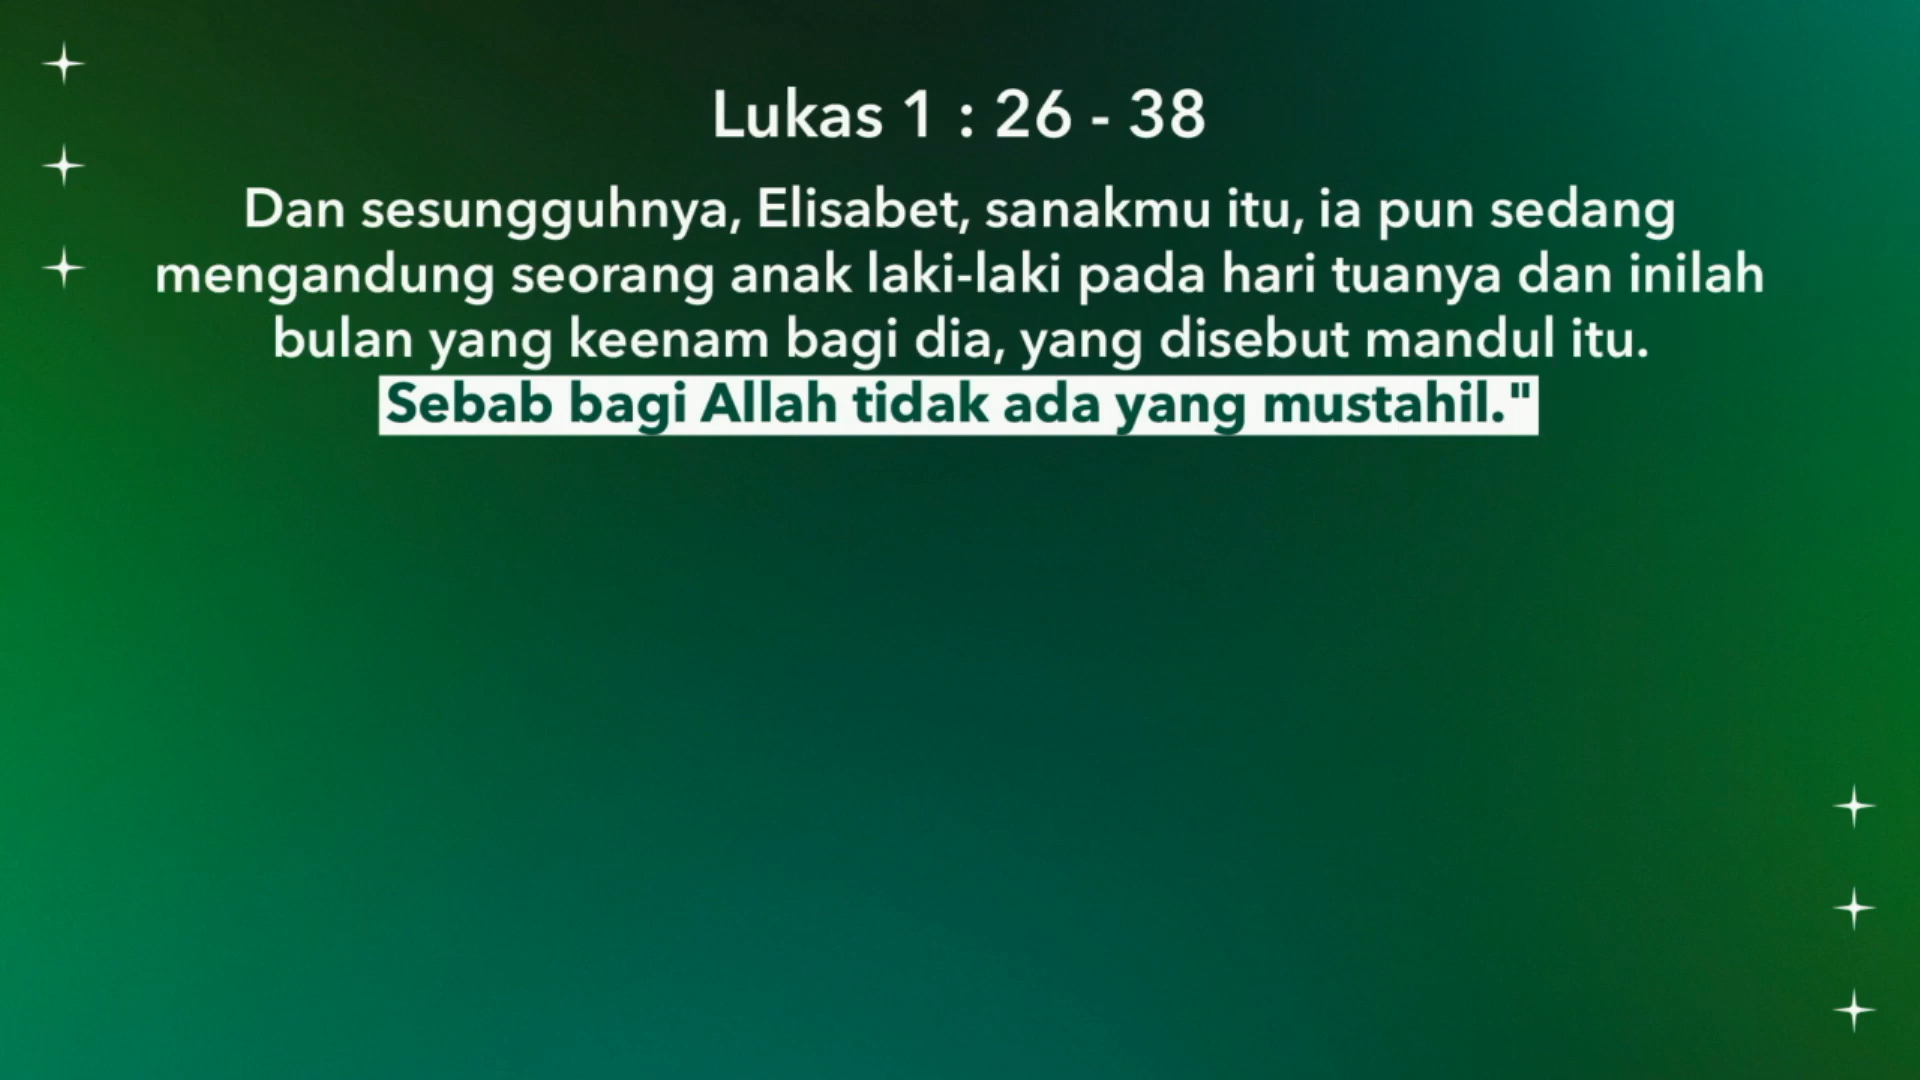 Lukas 1 : 26 - 38
Dan sesungguhnya, Elisabet, sanakmu itu, ia pun sedang
mengandung seorang anak laki-laki pada hari tuanya dan inilah
bulan yang keenam bagi dia, yang disebut mandul itu.
Sebab bagi Allah tidak ada yang mustahil."